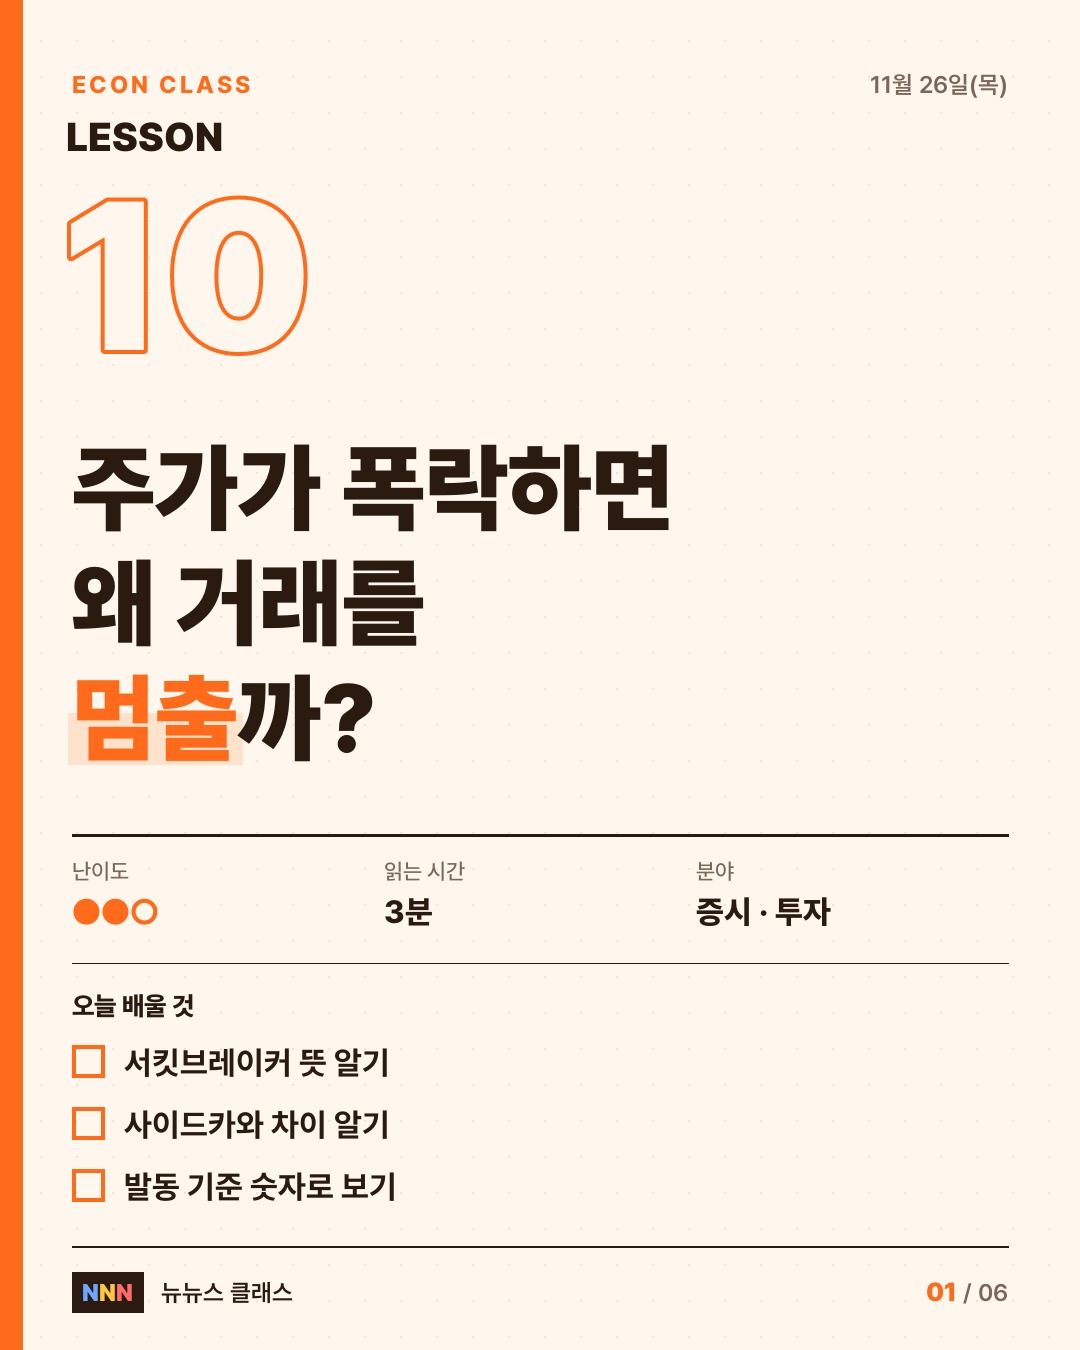 ECON CLASS
11월 26일(목)
LESSON
10
주가가 폭락하면
왜 거래를
멈출까?
난이도
읽는 시간
분야
3분
증시 · 투자
오늘 배울 것
서킷브레이커 뜻 알기
사이드카와 차이 알기
발동 기준 숫자로 보기
NNN 뉴뉴스 클래스
01 / 06